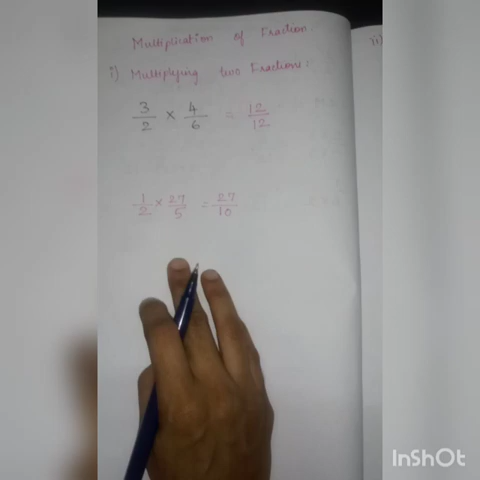 Multiplication of Fraction
i) Multiplying two Fractions:
3/2 × 4/6 = 12/12
1/2 × 27/5 = 27/10
ii)
InShOt